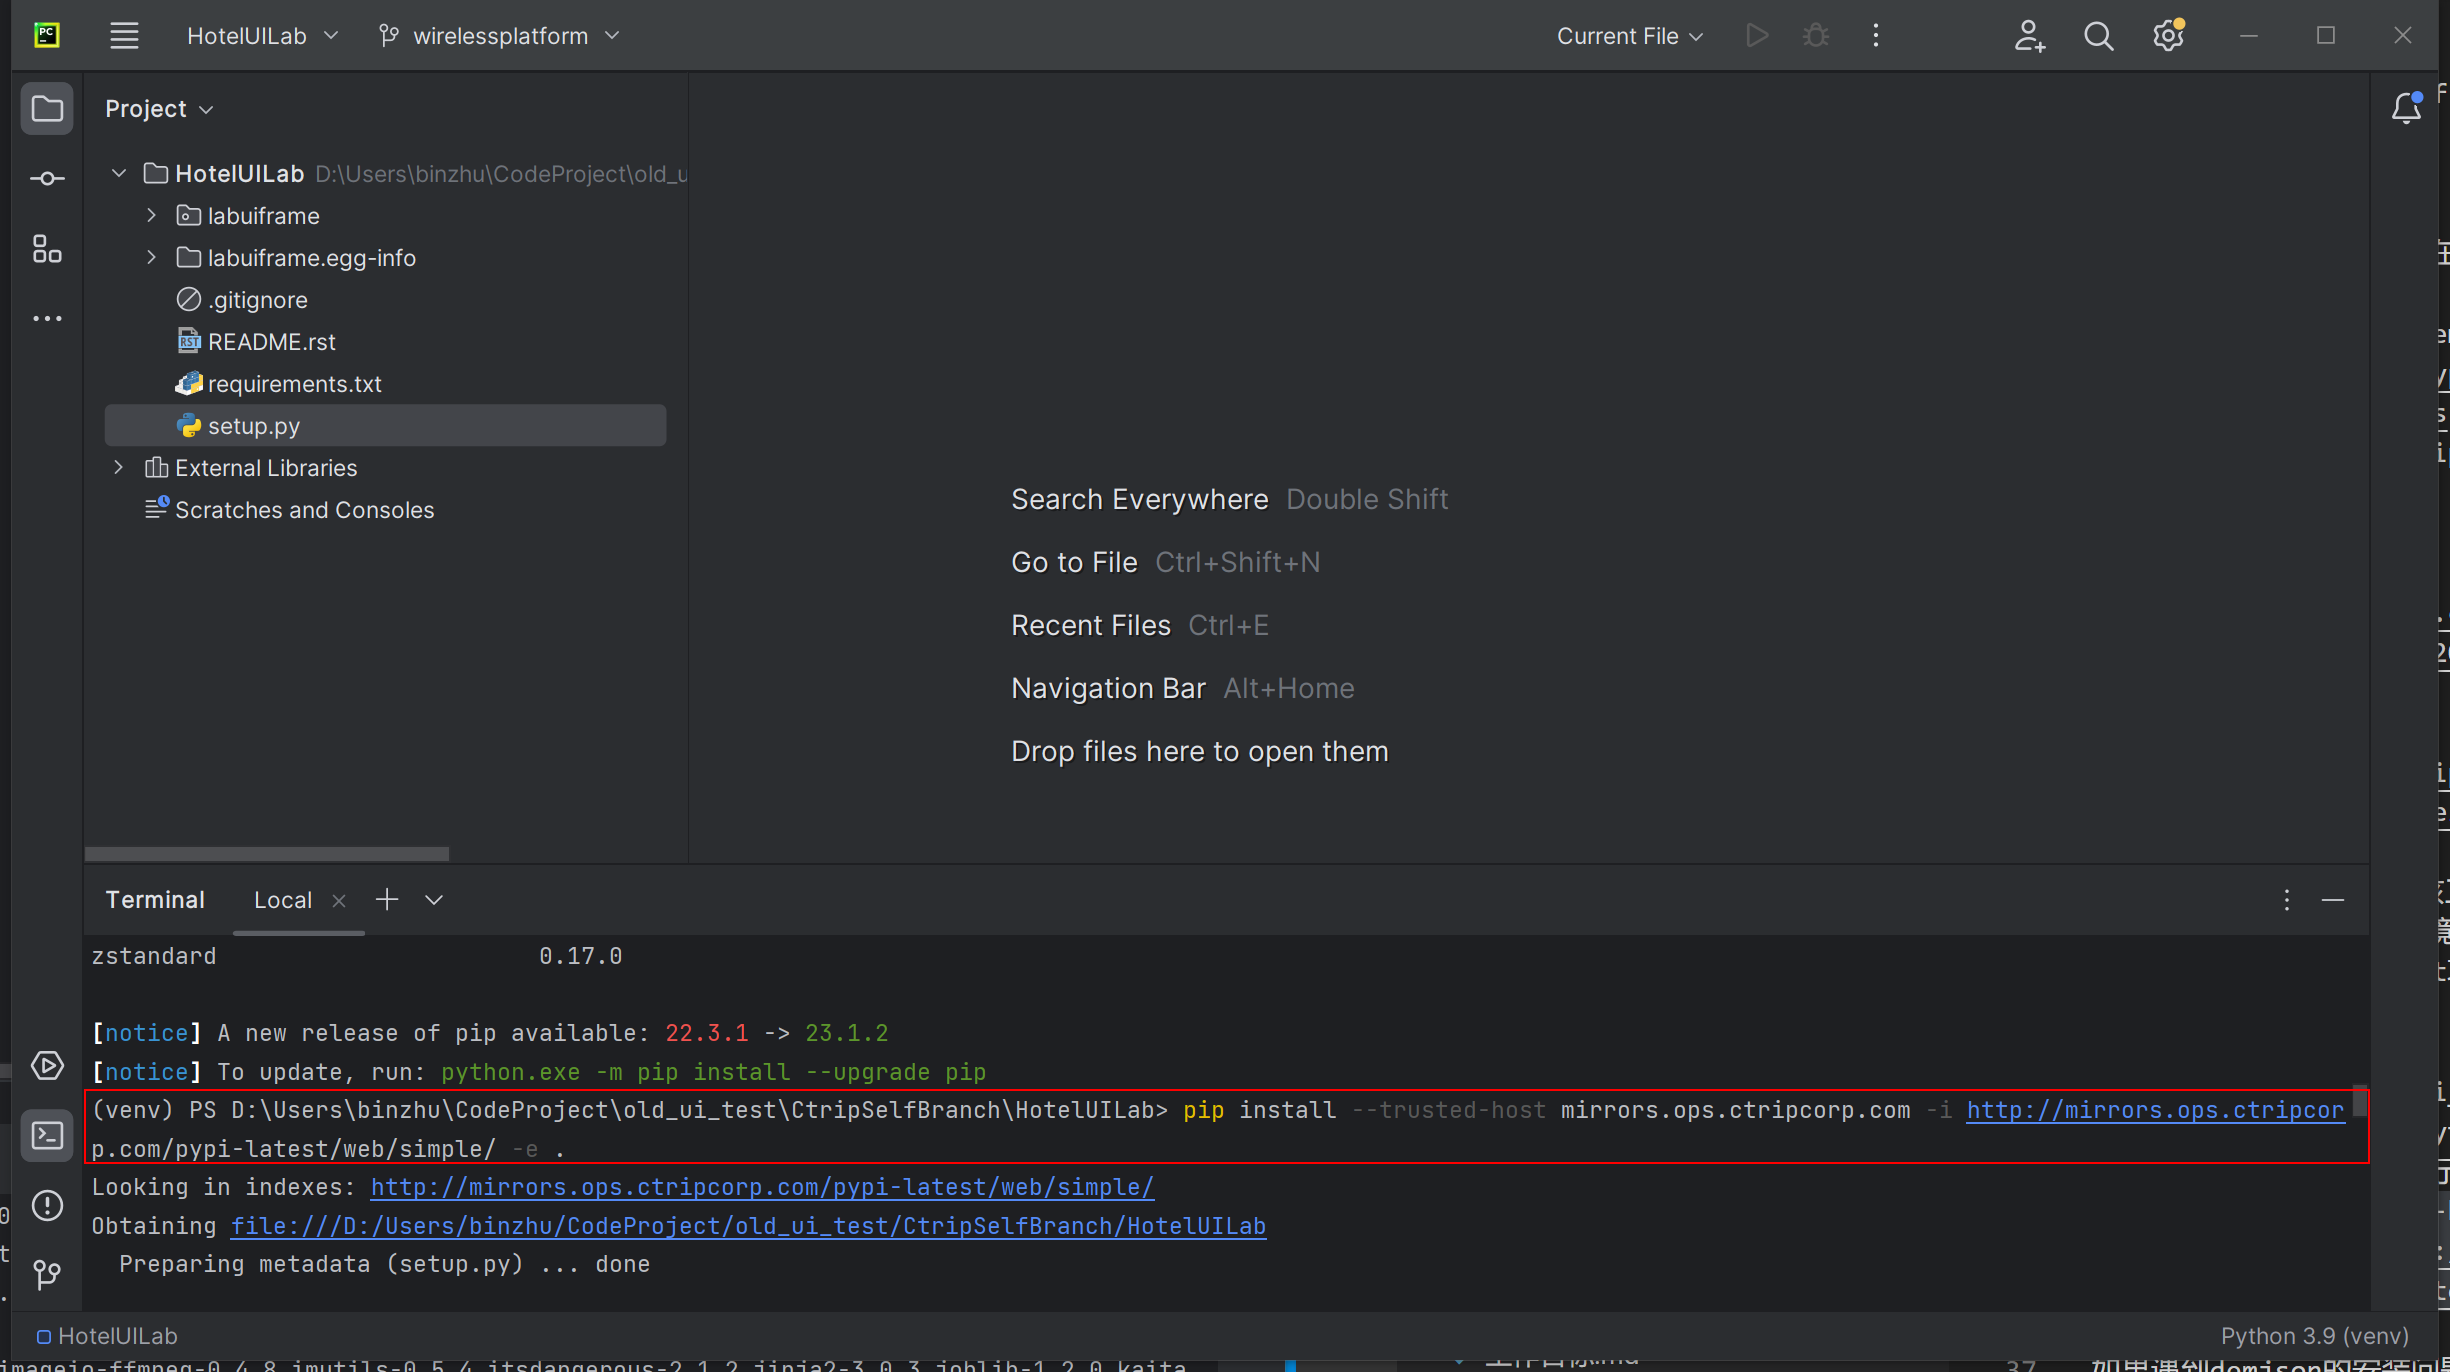 PC
HotelUILab
wirelessplatform
Current File
Project
HotelUILab D:\Users\binzhu\CodeProject\old_u
labuiframe
labuiframe.egg-info
.gitignore
RST README.rst
requirements.txt
setup.py
External Libraries
Scratches and Consoles
Search Everywhere Double Shift
Go to File Ctrl+Shift+N
Recent Files Ctrl+E
Navigation Bar Alt+Home
Drop files here to open them
Terminal Local
zstandard 0.17.0
[notice] A new release of pip available: 22.3.1 -> 23.1.2
[notice] To update, run: python.exe -m pip install --upgrade pip
(venv) PS D:\Users\binzhu\CodeProject\old_ui_test\CtripSelfBranch\HotelUILab> pip install --trusted-host mirrors.ops.ctripcorp.com -i http://mirrors.ops.ctripcor
p.com/pypi-latest/web/simple/ -e .
Looking in indexes: http://mirrors.ops.ctripcorp.com/pypi-latest/web/simple/
Obtaining file:///D:/Users/binzhu/CodeProject/old_ui_test/CtripSelfBranch/HotelUILab
Preparing metadata (setup.py) ... done
HotelUILab
Python 3.9 (venv)